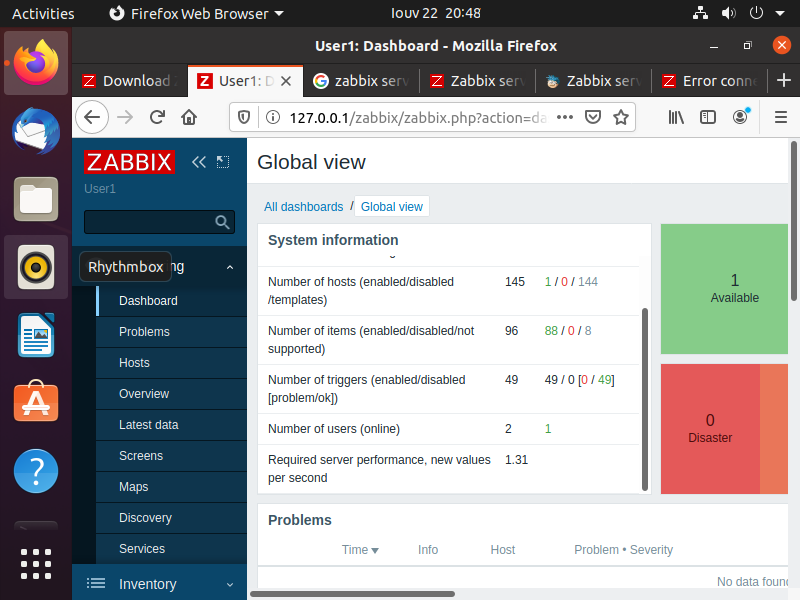 Activities
Firefox Web Browser
Ιουν 22 20:48
User1: Dashboard - Mozilla Firefox
Download Z
User1: D
zabbix serv
Zabbix serv
Zabbix serv
Error conne
127.0.0.1/zabbix/zabbix.php?action=da
ZABBIX
User1
Rhythmbox
ng
Dashboard
Problems
Hosts
Overview
Latest data
Screens
Maps
Discovery
Services
Inventory
Global view
All dashboards / Global view
System information
Number of hosts (enabled/disabled
/templates)
145
1 / 0 / 144
Number of items (enabled/disabled/not
supported)
96
88 / 0 / 8
Number of triggers (enabled/disabled
[problem/ok])
49
49 / 0 [0 / 49]
Number of users (online)
2
1
Required server performance, new values
per second
1.31
1
Available
0
Disaster
Problems
Time
Info
Host
Problem • Severity
No data found